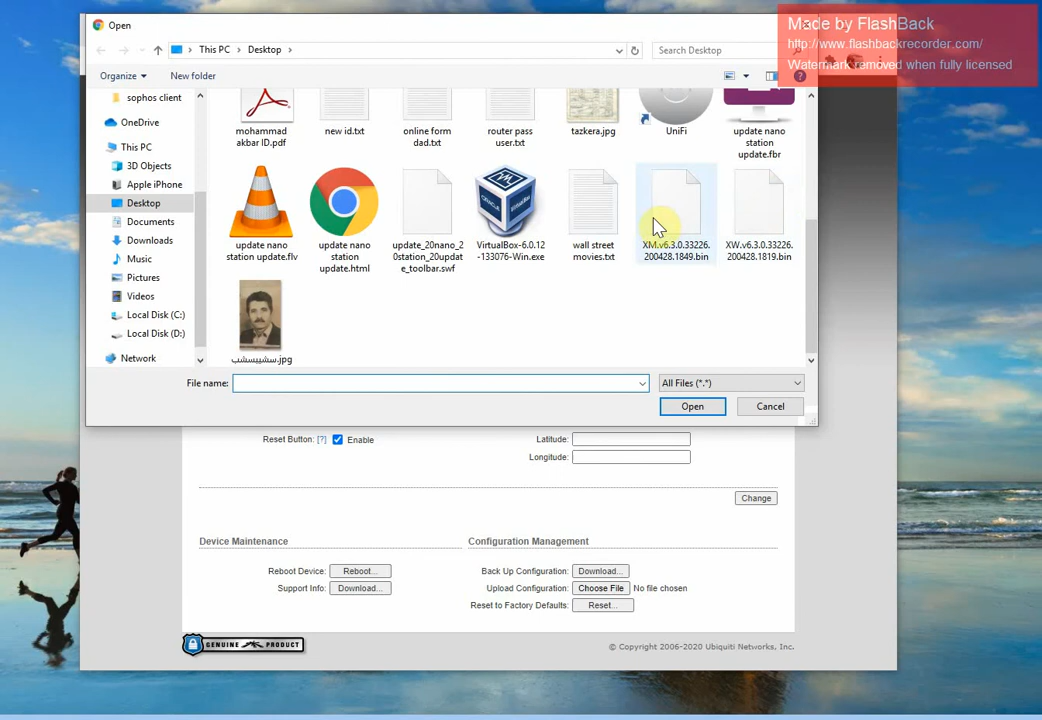 Open
Made by FlashBack
http://www.flashbackrecorder.com/
Watermark removed when fully licensed
This PC > Desktop >
Search Desktop
Organize
New folder
sophos client
OneDrive
This PC
3D Objects
Apple iPhone
Desktop
Documents
Downloads
Music
Pictures
Videos
Local Disk (C:)
Local Disk (D:)
Network
mohammad
akbar ID.pdf
new id.txt
online form
dad.txt
router pass
user.txt
tazkera.jpg
UniFi
update nano
station
update.fbr
update nano
station update.flv
update nano
station
update.html
update_20nano_2
0station_20updat
e_toolbar.swf
ORACLE
VirtualBox
VirtualBox-6.0.12
-133076-Win.exe
wall street
movies.txt
XM.v6.3.0.33226.
200428.1849.bin
XW.v6.3.0.33226.
200428.1819.bin
سشیبسشب.jpg
File name:
All Files (*.*)
Open
Cancel
Reset Button: [?] Enable
Latitude:
Longitude:
Change
Device Maintenance
Configuration Management
Reboot Device: Reboot...
Back Up Configuration: Download...
Support Info: Download...
Upload Configuration: Choose File No file chosen
Reset to Factory Defaults: Reset...
GENUINE PRODUCT
© Copyright 2006-2020 Ubiquiti Networks, Inc.